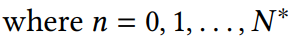 where n = 0, 1, . . . , N*